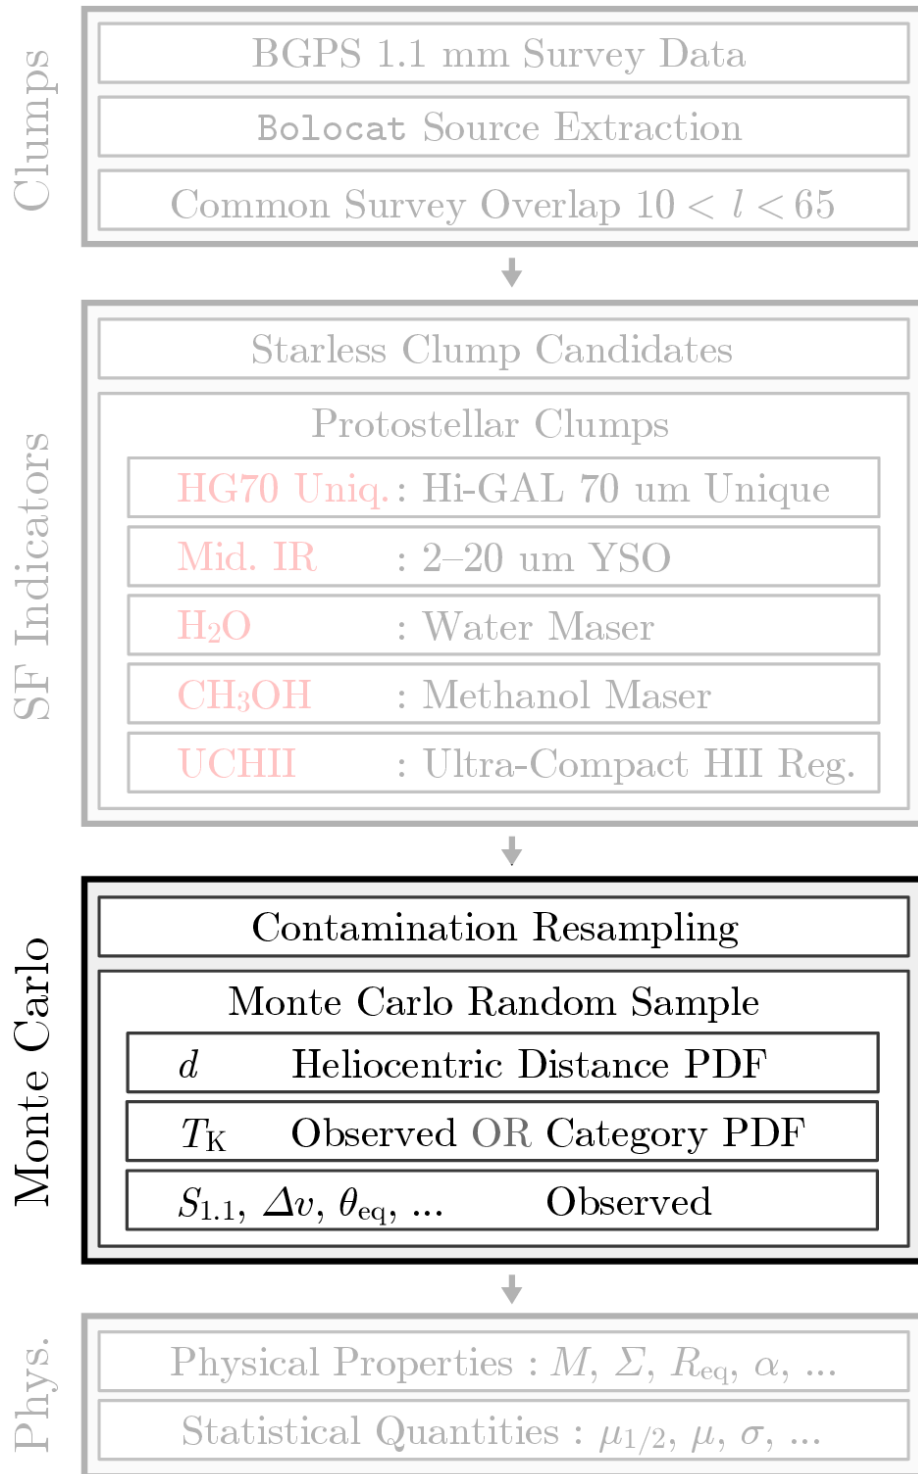 Clumps
BGPS 1.1 mm Survey Data
Bolocat Source Extraction
Common Survey Overlap 10 < l < 65
SF Indicators
Starless Clump Candidates
Protostellar Clumps
HG70 Uniq. : Hi-GAL 70 um Unique
Mid. IR : 2–20 um YSO
H₂O : Water Maser
CH₃OH : Methanol Maser
UCHII : Ultra-Compact HII Reg.
Monte Carlo
Contamination Resampling
Monte Carlo Random Sample
d Heliocentric Distance PDF
T_K Observed OR Category PDF
S₁.₁, Δv, θ_eq, ... Observed
Phys.
Physical Properties : M, Σ, R_eq, α, ...
Statistical Quantities : μ₁/₂, μ, σ, ...